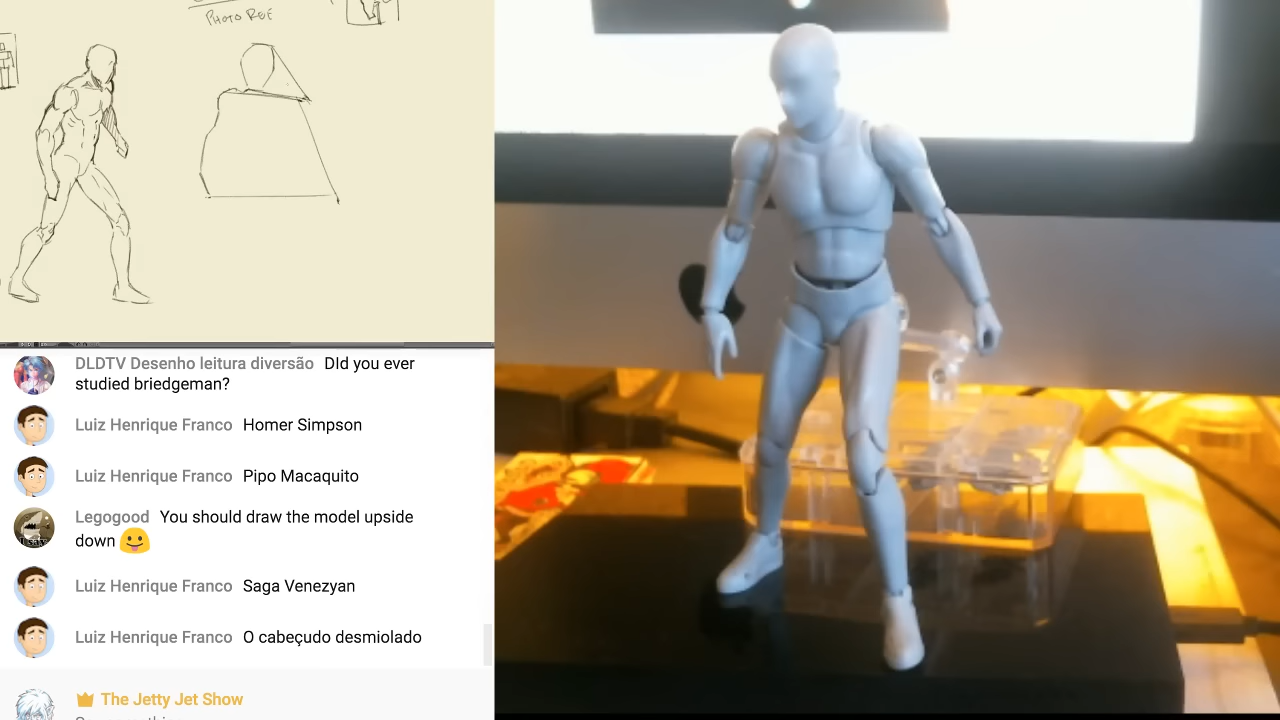 PHOTO REF
DLDTV Desenho leitura diversão DId you ever
studied briedgeman?
Luiz Henrique Franco Homer Simpson
Luiz Henrique Franco Pipo Macaquito
Legogood You should draw the model upside
down 😛
Luiz Henrique Franco Saga Venezyan
Luiz Henrique Franco O cabeçudo desmiolado
The Jetty Jet Show